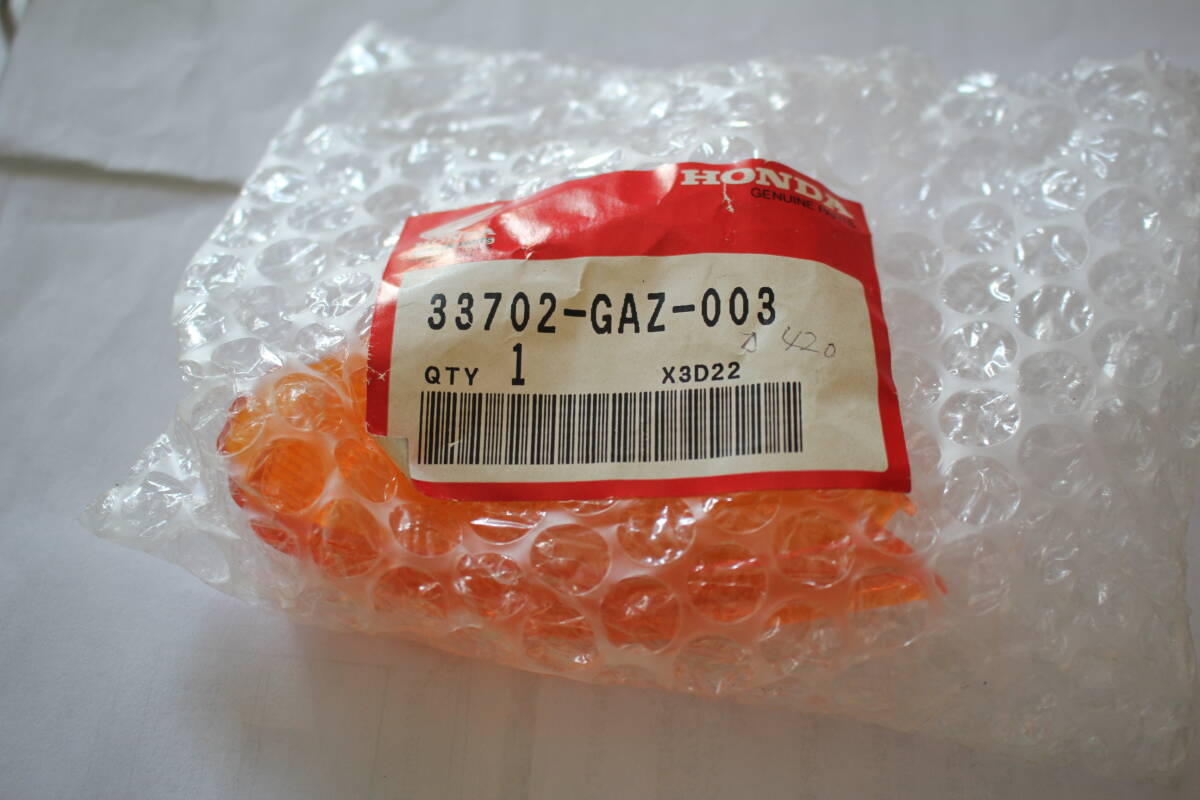 HONDA
GENUINE PARTS
33702-GAZ-003
420
QTY 1 X3D22